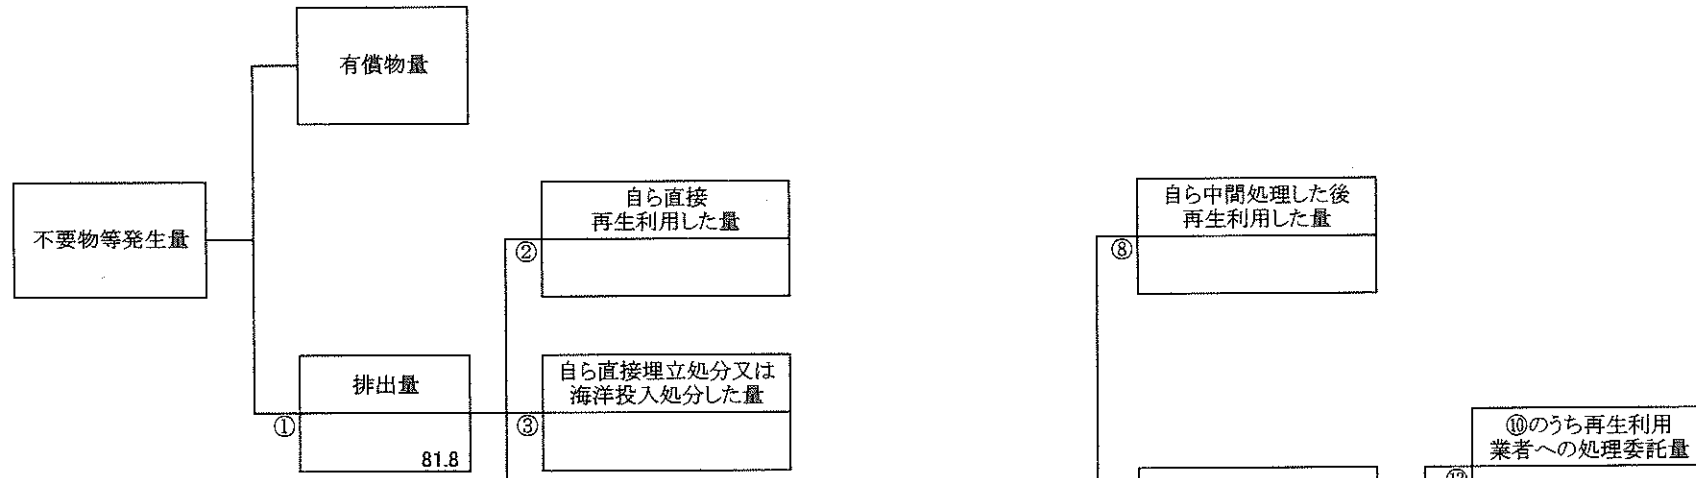 有償物量
不要物等発生量
自ら直接
再生利用した量
②
自ら中間処理した後
再生利用した量
⑧
排出量
①
81.8
自ら直接埋立処分又は
海洋投入処分した量
③
⑩のうち再生利用
業者への処理委託量